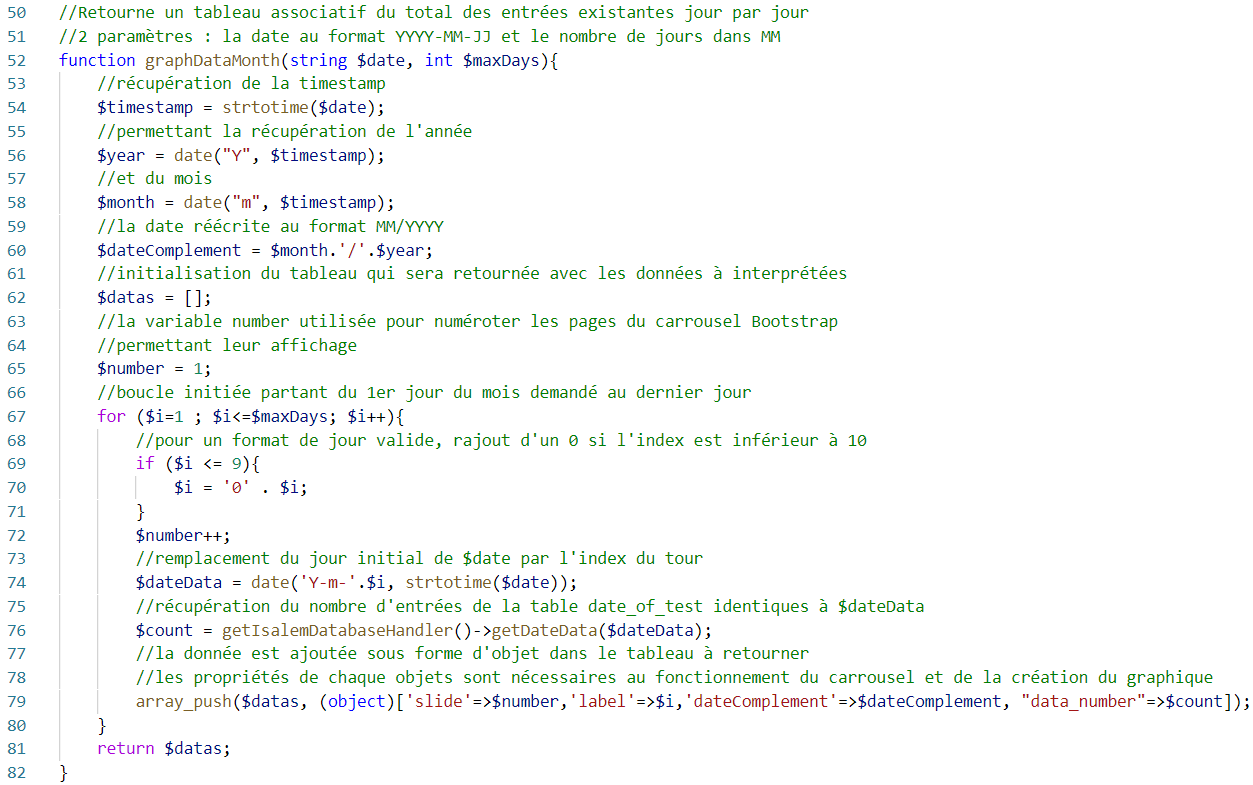 50 //Retourne un tableau associatif du total des entrées existantes jour par jour
51 //2 paramètres : la date au format YYYY-MM-JJ et le nombre de jours dans MM
52 function graphDataMonth(string $date, int $maxDays){
53 //récupération de la timestamp
54 $timestamp = strtotime($date);
55 //permettant la récupération de l'année
56 $year = date("Y", $timestamp);
57 //et du mois
58 $month = date("m", $timestamp);
59 //la date réécrite au format MM/YYYY
60 $dateComplement = $month.'/'.$year;
61 //initialisation du tableau qui sera retournée avec les données à interprétées
62 $datas = [];
63 //la variable number utilisée pour numéroter les pages du carrousel Bootstrap
64 //permettant leur affichage
65 $number = 1;
66 //boucle initiée partant du 1er jour du mois demandé au dernier jour
67 for ($i=1 ; $i<=$maxDays; $i++){
68 //pour un format de jour valide, rajout d'un 0 si l'index est inférieur à 10
69 if ($i <= 9){
70 $i = '0' . $i;
71 }
72 $number++;
73 //remplacement du jour initial de $date par l'index du tour
74 $dateData = date('Y-m-'.$i, strtotime($date));
75 //récupération du nombre d'entrées de la table date_of_test identiques à $dateData
76 $count = getIsalemDatabaseHandler()->getDateData($dateData);
77 //la donnée est ajoutée sous forme d'objet dans le tableau à retourner
78 //les propriétés de chaque objets sont nécessaires au fonctionnement du carrousel et de la création du graphique
79 array_push($datas, (object)['slide'=>$number,'label'=>$i,'dateComplement'=>$dateComplement, "data_number"=>$count]);
80 }
81 return $datas;
82 }